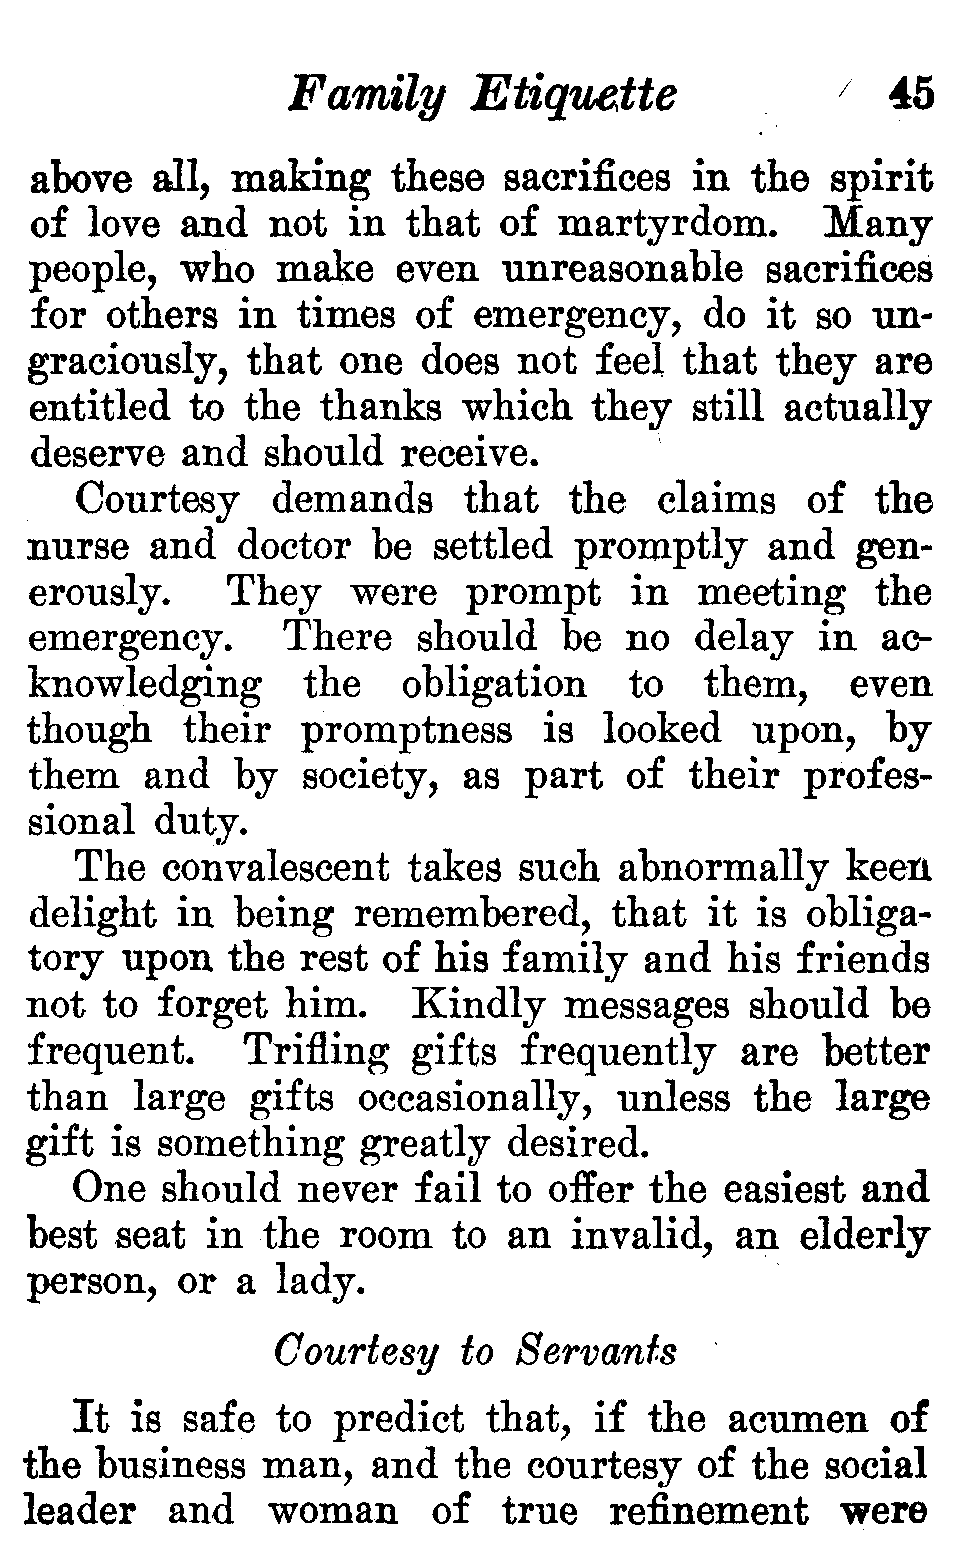 Family Etiquette 45
above all, making these sacrifices in the spirit
of love and not in that of martyrdom. Many
people, who make even unreasonable sacrifices
for others in times of emergency, do it so un-
graciously, that one does not feel that they are
entitled to the thanks which they still actually
deserve and should receive.
Courtesy demands that the claims of the
nurse and doctor be settled promptly and gen-
erously. They were prompt in meeting the
emergency. There should be no delay in ac-
knowledging the obligation to them, even
though their promptness is looked upon, by
them and by society, as part of their profes-
sional duty.
The convalescent takes such abnormally keen
delight in being remembered, that it is obliga-
tory upon the rest of his family and his friends
not to forget him. Kindly messages should be
frequent. Trifling gifts frequently are better
than large gifts occasionally, unless the large
gift is something greatly desired.
One should never fail to offer the easiest and
best seat in the room to an invalid, an elderly
person, or a lady.
Courtesy to Servants
It is safe to predict that, if the acumen of
the business man, and the courtesy of the social
leader and woman of true refinement were